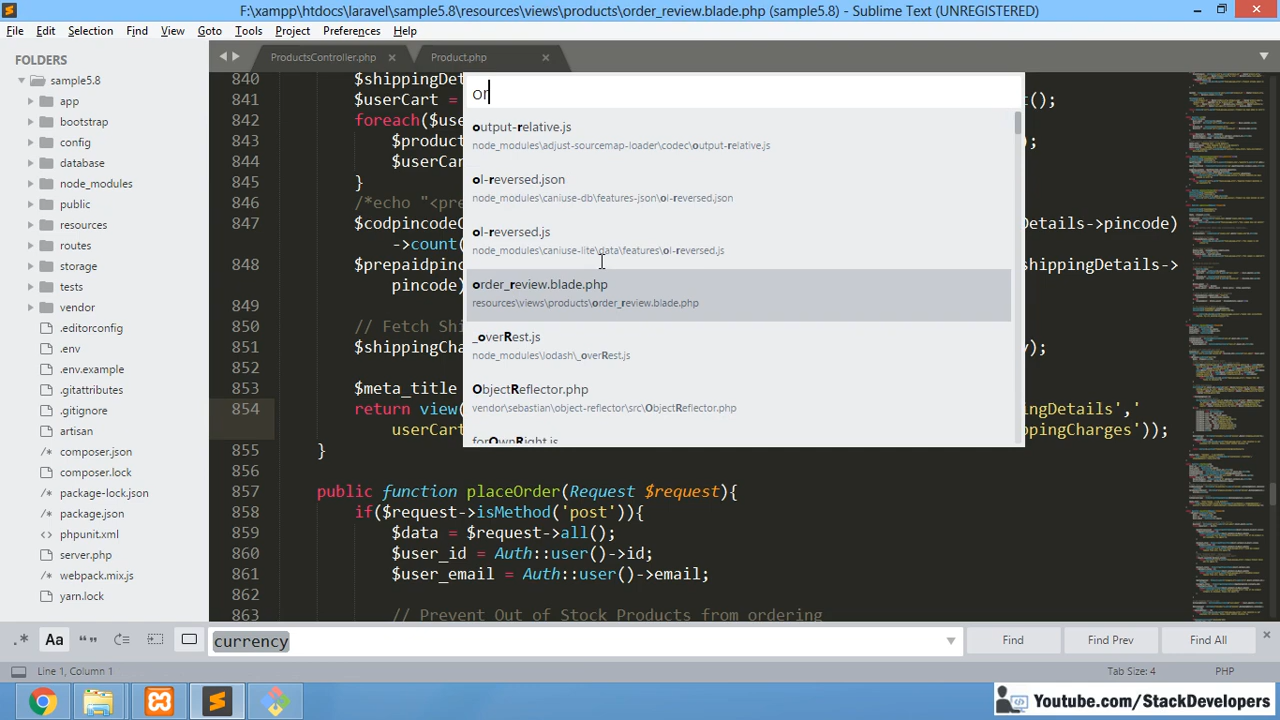 F:\xampp\htdocs\laravel\sample5.8\resources\views\products\order_review.blade.php (sample5.8) - Sublime Text (UNREGISTERED)
File Edit Selection Find View Goto Tools Project Preferences Help
FOLDERS
sample5.8
app
bootstrap
config
database
node_modules
public
resources
routes
storage
tests
vendor
.editorconfig
.env
.env.example
.gitattributes
.gitignore
artisan
composer.json
composer.lock
package-lock.json
package.json
phpunit.xml
server.php
webpack.mix.js
yarn.lock
ProductsController.php
Product.php
or
output-relative.js
node_modules\adjust-sourcemap-loader\codec\output-relative.js
ol-reversed.json
node_modules\caniuse-db\features-json\ol-reversed.json
ol-reversed.js
node_modules\caniuse-lite\data\features\ol-reversed.js
order_review.blade.php
resources\views\products\order_review.blade.php
_overRest.js
node_modules\lodash\_overRest.js
ObjectReflector.php
vendor\sebastian\object-reflector\src\ObjectReflector.php
forOwnRight.js
840 $shippingDet
841 $userCart = t();
842 foreach($use
843 $product );
844 $userCar
845 }
846 *echo "<pre
847 $codpincodeC Details->pincode)
->count(
848 $prepaidpinc shippingDetails->
pincode)
849
850 // Fetch Shi
851 $shippingCha y);
852
853 $meta_title
854 return view( ingDetails','
userCart ppingCharges'));
855 }
856
857 public function placeOrder(Request $request){
858 if($request->isMethod('post')){
859 $data = $request->all();
860 $user_id = Auth::user()->id;
861 $user_email = Auth::user()->email;
862
863 // Prevent Out of Stack Products from ordering
currency
Find
Find Prev
Find All
Line 1, Column 1
Tab Size: 4
PHP
Youtube.com/StackDevelopers